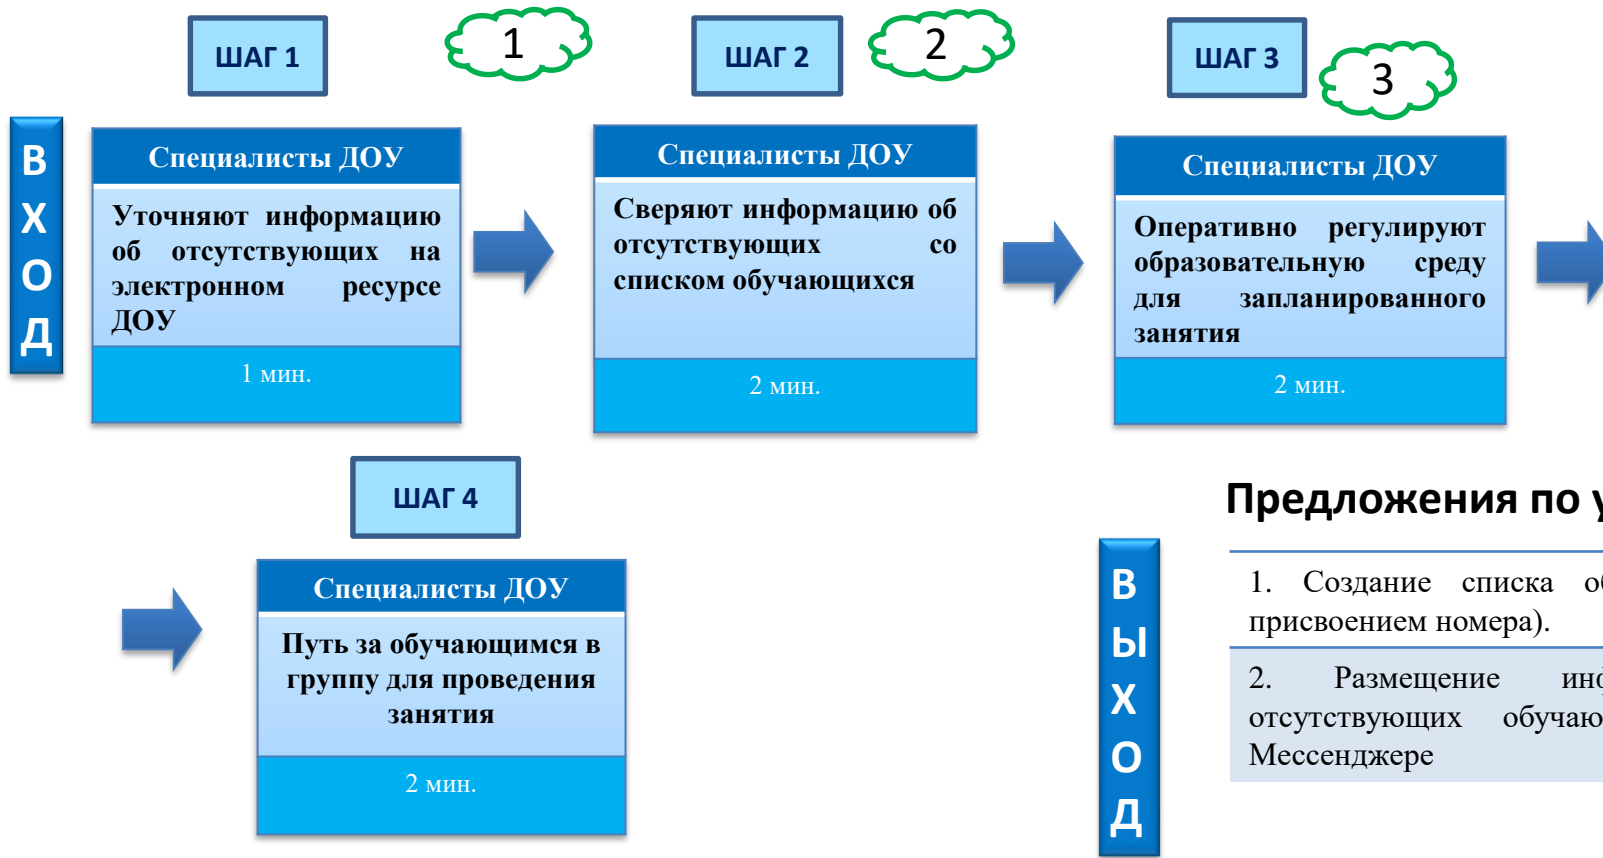 ШАГ 1
1
ШАГ 2
2
ШАГ 3
3
ВХОД
Специалисты ДОУ
Уточняют информацию
об отсутствующих на
электронном ресурсе
ДОУ
1 мин.
Специалисты ДОУ
Сверяют информацию об
отсутствующих со
списком обучающихся
2 мин.
Специалисты ДОУ
Оперативно регулируют
образовательную среду
для запланированного
занятия
2 мин.
ШАГ 4
Специалисты ДОУ
Путь за обучающимся в
группу для проведения
занятия
2 мин.
ВЫХОД
Предложения по
1. Создание списка
присвоением номера).
2. Размещение
отсутствующих
Мессенджере